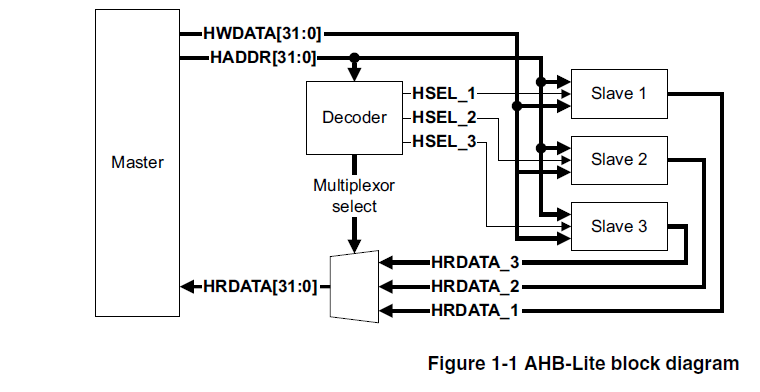 HWDATA[31:0]
HADDR[31:0]
Master
Decoder
HSEL_1
HSEL_2
HSEL_3
Slave 1
Slave 2
Slave 3
Multiplexor
select
HRDATA_3
HRDATA[31:0]
HRDATA_2
HRDATA_1
Figure 1-1 AHB-Lite block diagram